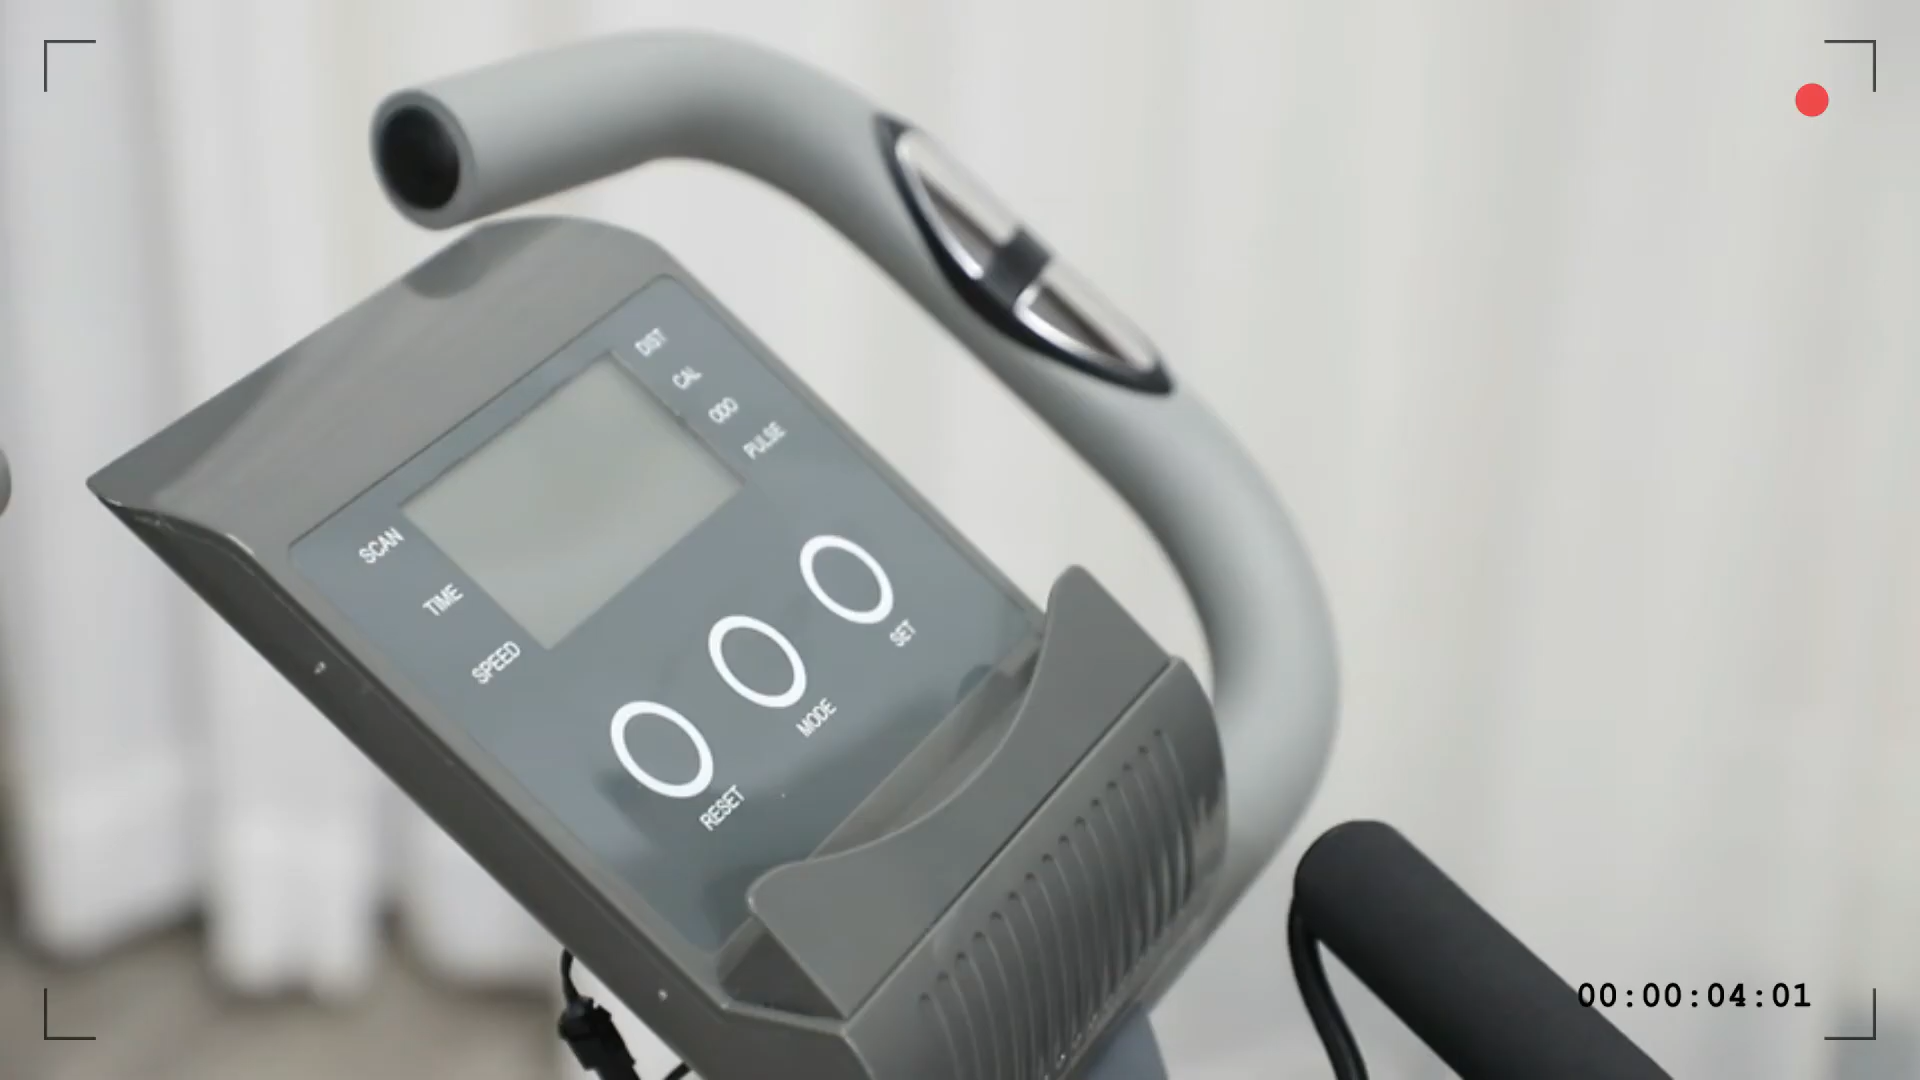 DIST
CAL
ODO
PULSE
SCAN
TIME
SPEED
SET
MODE
RESET
00:00:04:01